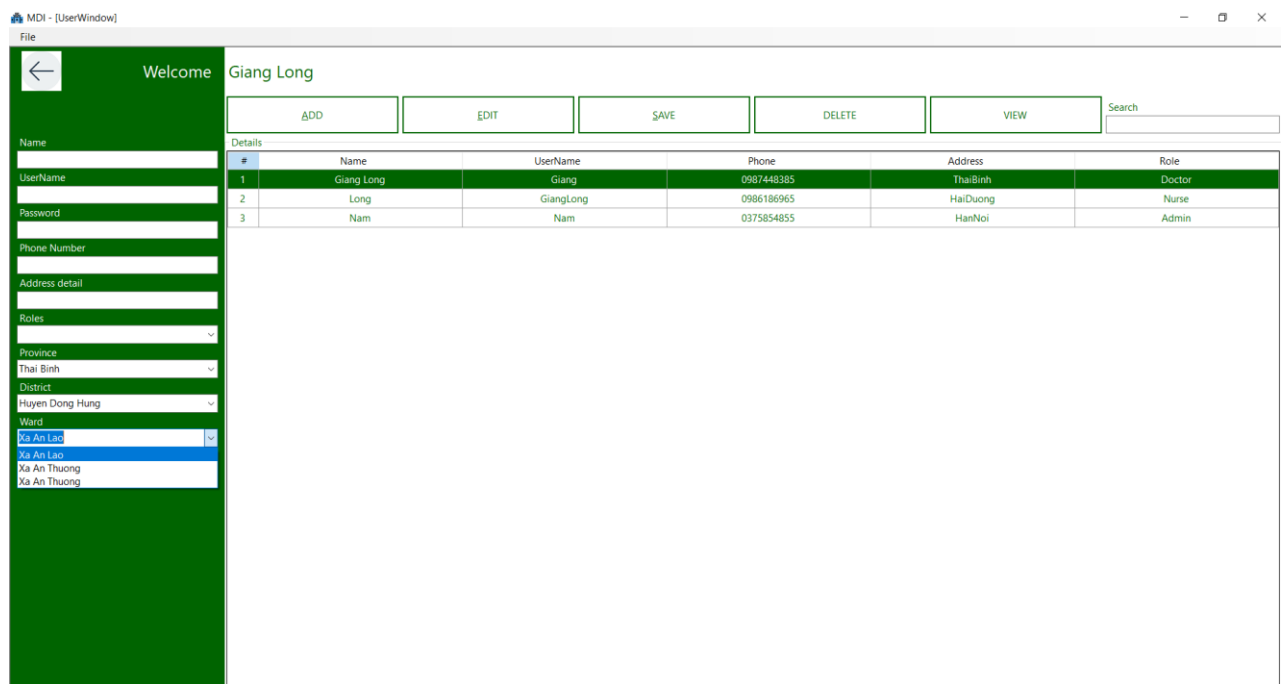 MDI - [UserWindow]
File
Welcome Giang Long
ADD EDIT SAVE DELETE VIEW
Search
Details
# Name UserName Phone Address Role
1 Giang Long Giang 0987448385 ThaiBinh Doctor
2 Long GiangLong 0986186965 HaiDuong Nurse
3 Nam Nam 0375854855 HanNoi Admin
Name
UserName
Password
Phone Number
Address detail
Roles
Province
Thai Binh
District
Huyen Dong Hung
Ward
Xa An Lao
Xa An Lao
Xa An Thuong
Xa An Thuong